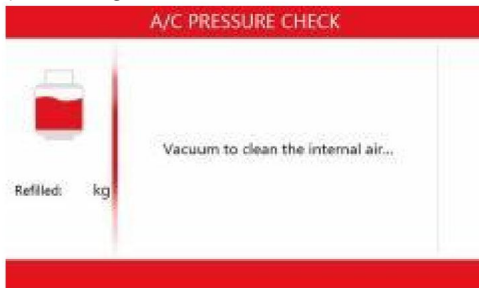 A/C PRESSURE CHECK
Vacuum to clean the internal air...
Refilled: kg